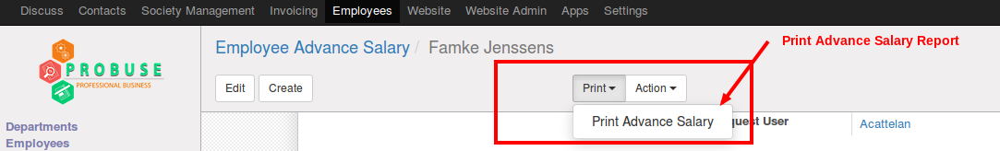 Discuss Contacts Society Management Invoicing Employees Website Website Admin Apps Settings
PROBUSE
PROFESSIONAL BUSINESS
Employee Advance Salary / Famke Jenssens
Print Advance Salary Report
Edit Create Print Action
Print Advance Salary
quest User Acattelan
Departments
Employees